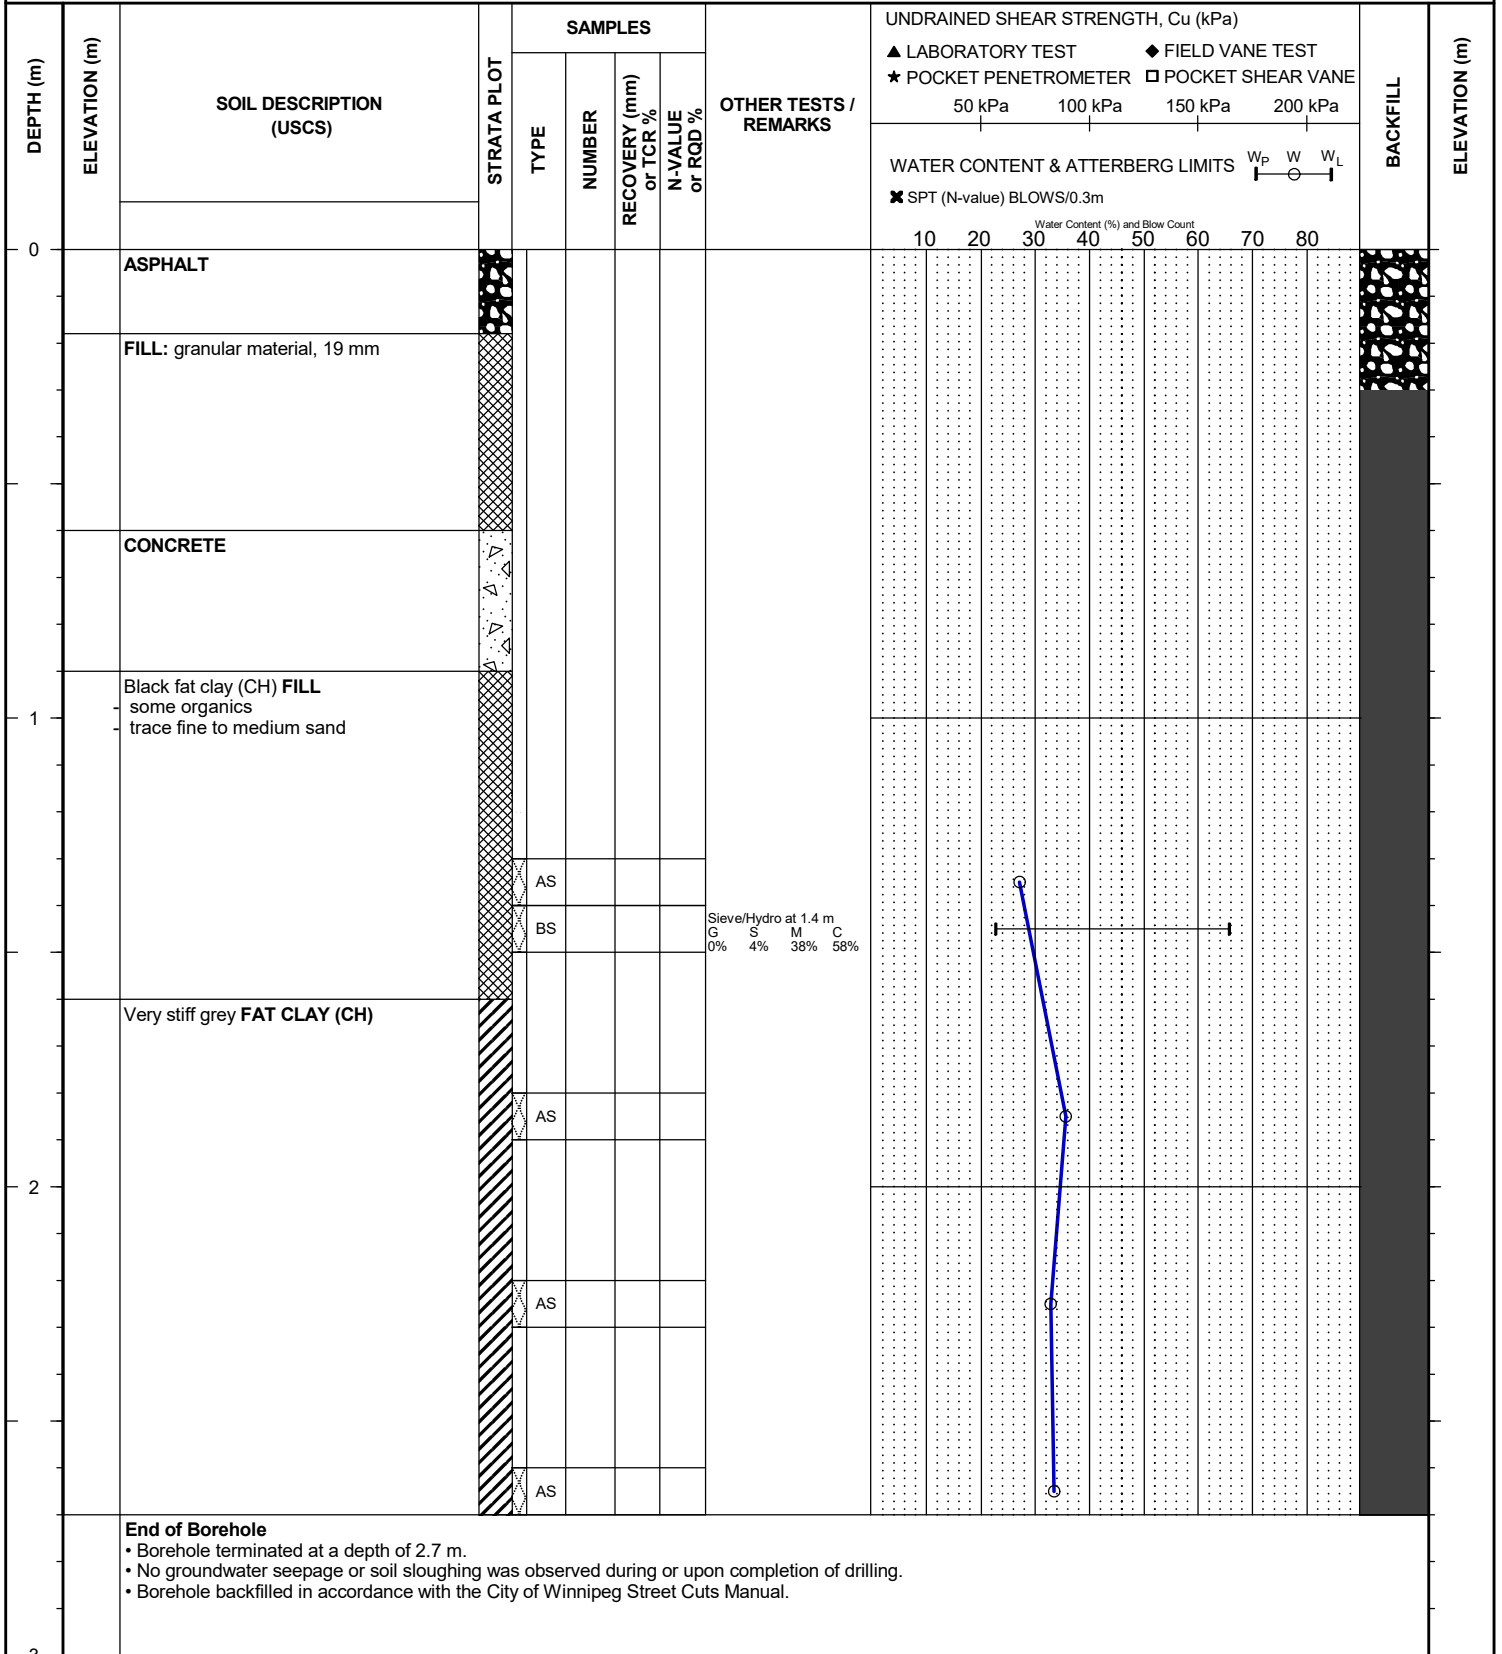 DEPTH (m)
ELEVATION (m)
SOIL DESCRIPTION
(USCS)
STRATA PLOT
SAMPLES
TYPE
NUMBER
RECOVERY (mm)
or TCR %
N-VALUE
or RQD %
OTHER TESTS /
REMARKS
UNDRAINED SHEAR STRENGTH, Cu (kPa)
▲ LABORATORY TEST ◆ FIELD VANE TEST
★ POCKET PENETROMETER □ POCKET SHEAR VANE
50 kPa 100 kPa 150 kPa 200 kPa
WATER CONTENT & ATTERBERG LIMITS WP W WL
✖ SPT (N-value) BLOWS/0.3m
Water Content (%) and Blow Count
10 20 30 40 50 60 70 80
BACKFILL
ELEVATION (m)
0
ASPHALT
FILL: granular material, 19 mm
CONCRETE
Black fat clay (CH) FILL
- some organics
1
- trace fine to medium sand
AS
BS
Sieve/Hydro at 1.4 m
G S M C
0% 4% 38% 58%
Very stiff grey FAT CLAY (CH)
AS
2
AS
AS
End of Borehole
• Borehole terminated at a depth of 2.7 m.
• No groundwater seepage or soil sloughing was observed during or upon completion of drilling.
• Borehole backfilled in accordance with the City of Winnipeg Street Cuts Manual.